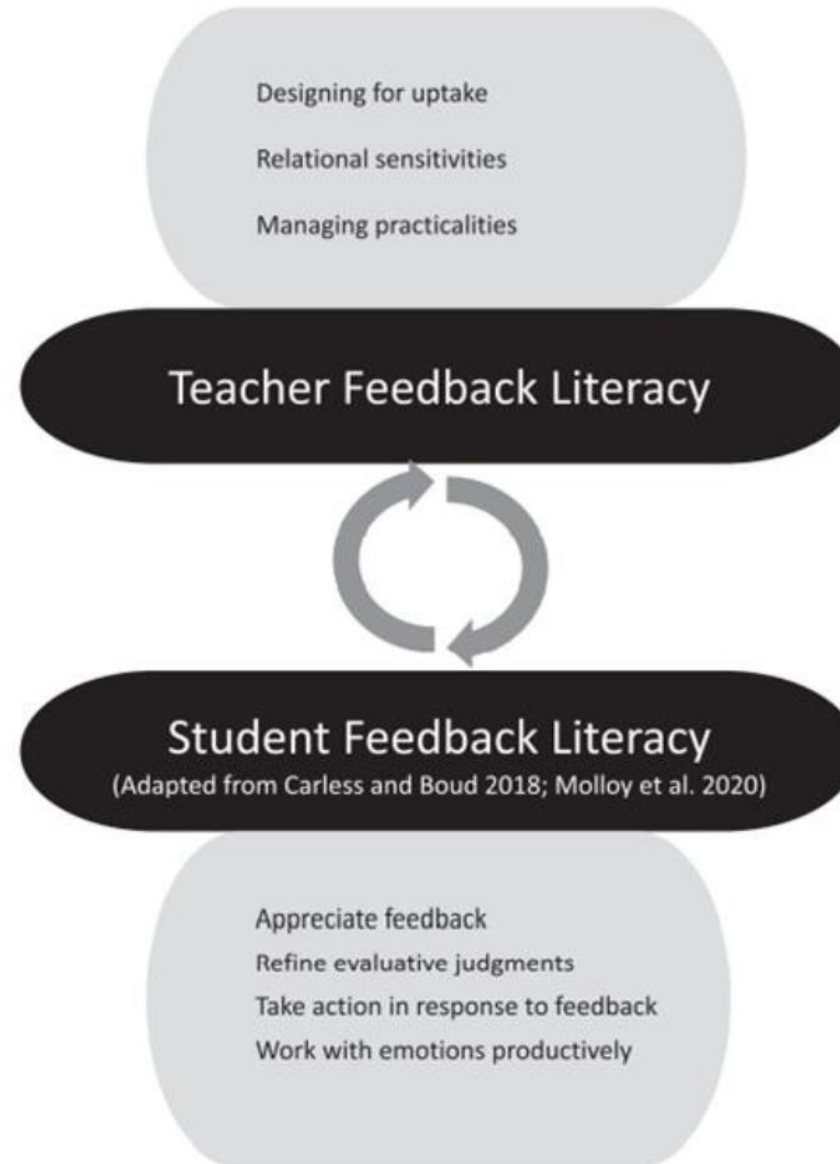 Designing for uptake
Relational sensitivities
Managing practicalities
Teacher Feedback Literacy
Student Feedback Literacy
(Adapted from Carless and Boud 2018; Molloy et al. 2020)
Appreciate feedback
Refine evaluative judgments
Take action in response to feedback
Work with emotions productively